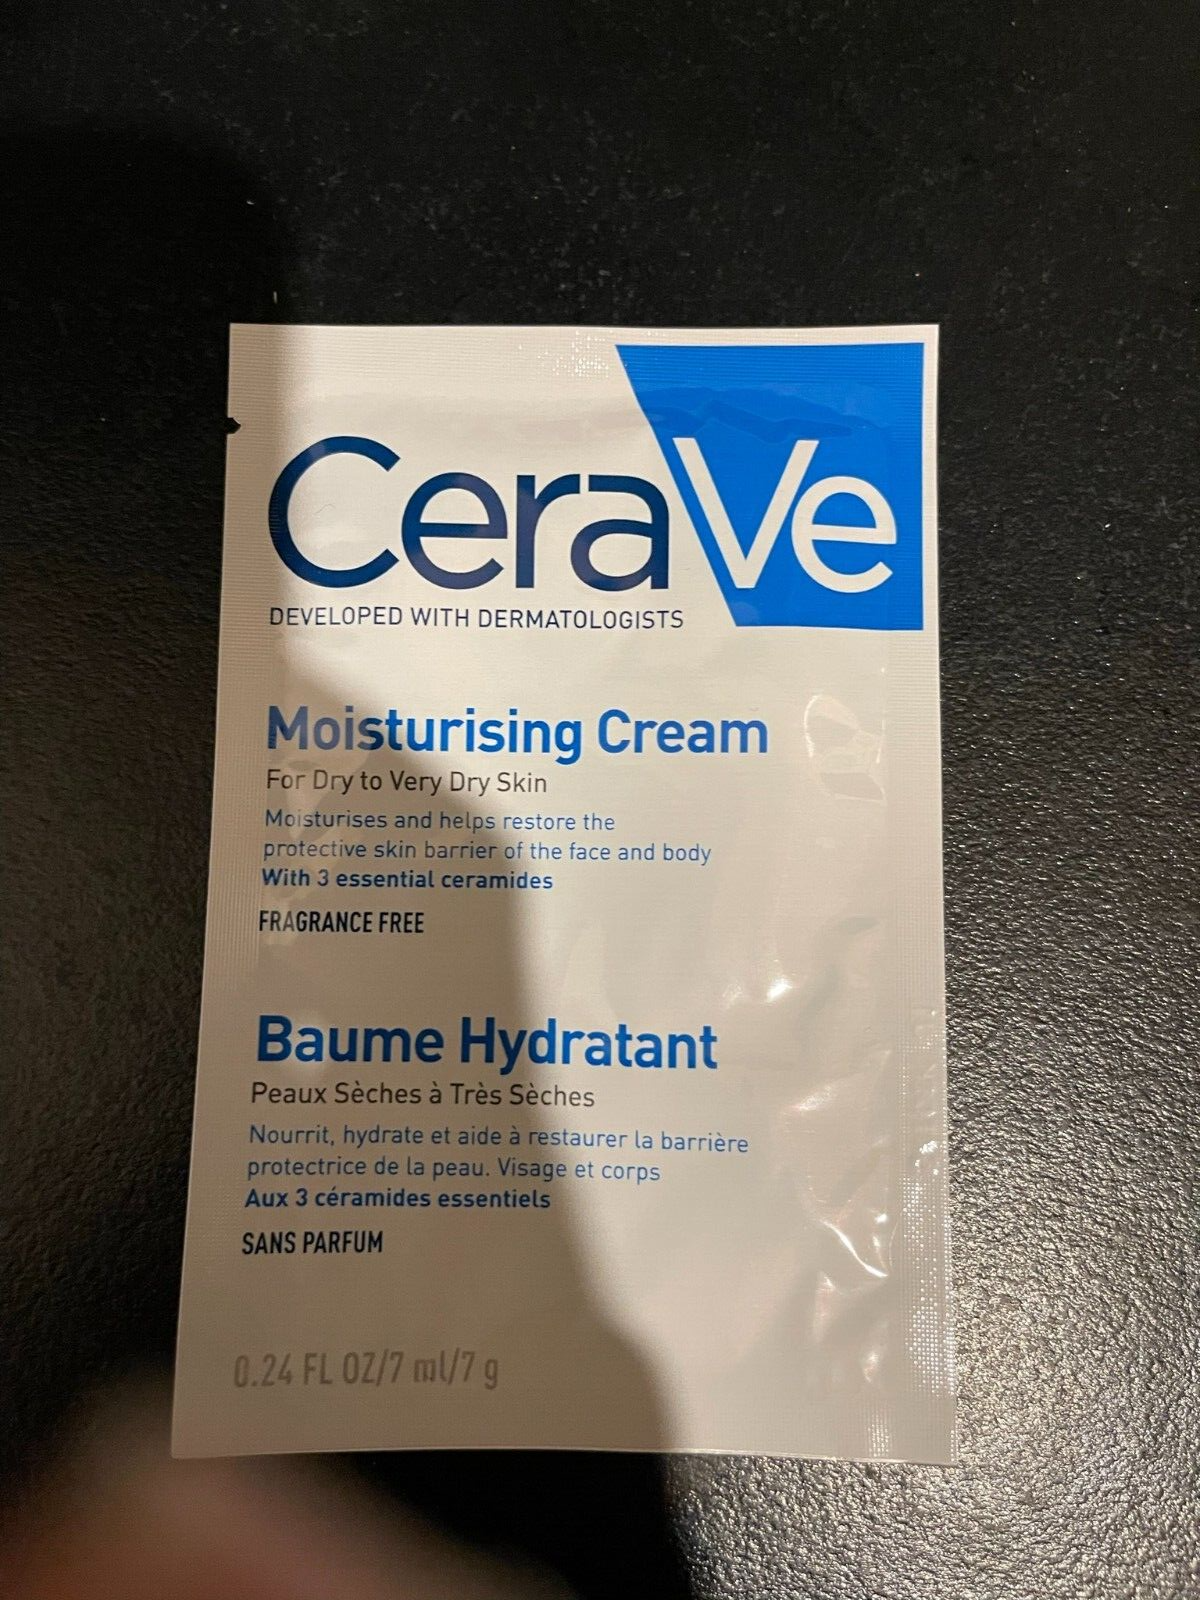 CeraVe
DEVELOPED WITH DERMATOLOGISTS
Moisturising Cream
For Dry to Very Dry Skin
Moisturises and helps restore the
protective skin barrier of the face and body
With 3 essential ceramides
FRAGRANCE FREE
Baume Hydratant
Peaux Sèches à Très Sèches
Nourrit, hydrate et aide à restaurer la barrière
protectrice de la peau. Visage et corps
Aux 3 céramides essentiels
SANS PARFUM
0.24 FL OZ/7 ml/7 g